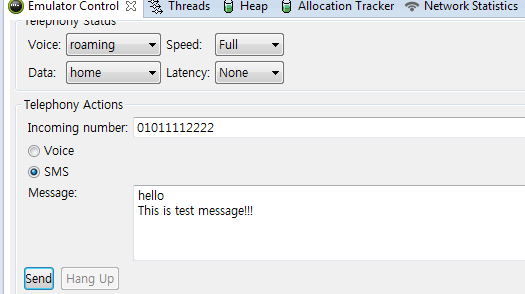 Emulator Control Threads Heap Allocation Tracker Network Statistics
Telephony Status
Voice: roaming Speed: Full
Data: home Latency: None
Telephony Actions
Incoming number: 01011112222
Voice
SMS
Message: hello
This is test message!!!
Send Hang Up